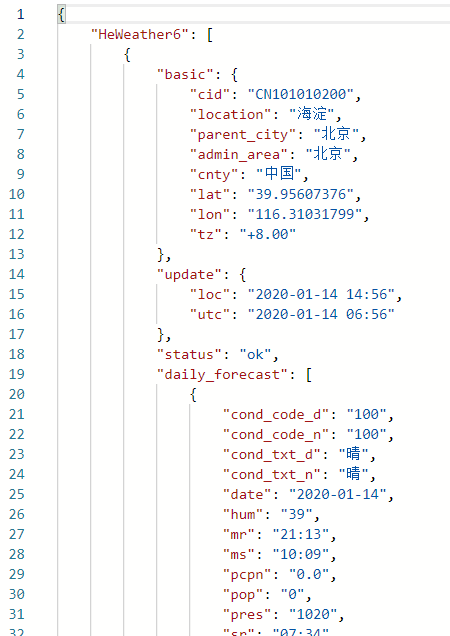 1 {
2 "HeWeather6": [
3 {
4 "basic": {
5 "cid": "CN101010200",
6 "location": "海淀",
7 "parent_city": "北京",
8 "admin_area": "北京",
9 "cnty": "中国",
10 "lat": "39.95607376",
11 "lon": "116.31031799",
12 "tz": "+8.00"
13 },
14 "update": {
15 "loc": "2020-01-14 14:56",
16 "utc": "2020-01-14 06:56"
17 },
18 "status": "ok",
19 "daily_forecast": [
20 {
21 "cond_code_d": "100",
22 "cond_code_n": "100",
23 "cond_txt_d": "晴",
24 "cond_txt_n": "晴",
25 "date": "2020-01-14",
26 "hum": "39",
27 "mr": "21:13",
28 "ms": "10:09",
29 "pcpn": "0.0",
30 "pop": "0",
31 "pres": "1020",
32 "sr": "07:34"